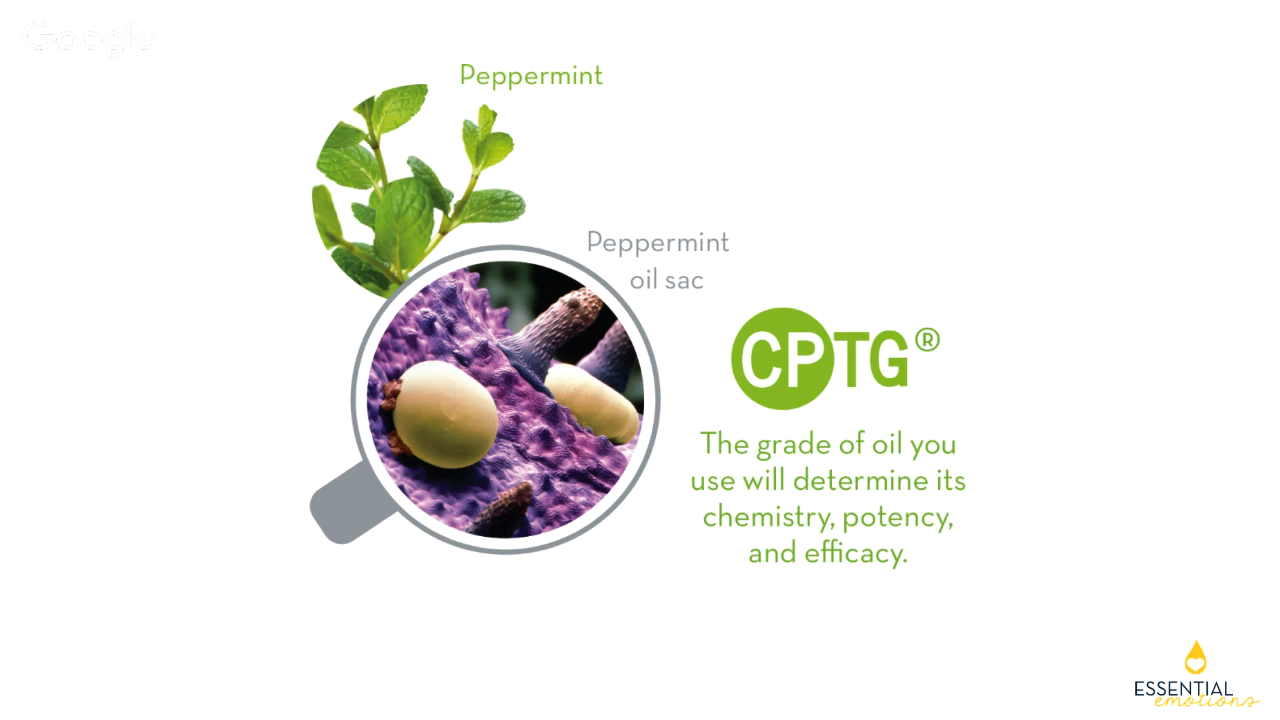 Google
Peppermint
Peppermint
oil sac
CPTG®
The grade of oil you
use will determine its
chemistry, potency,
and efficacy.
ESSENTIAL
emotions